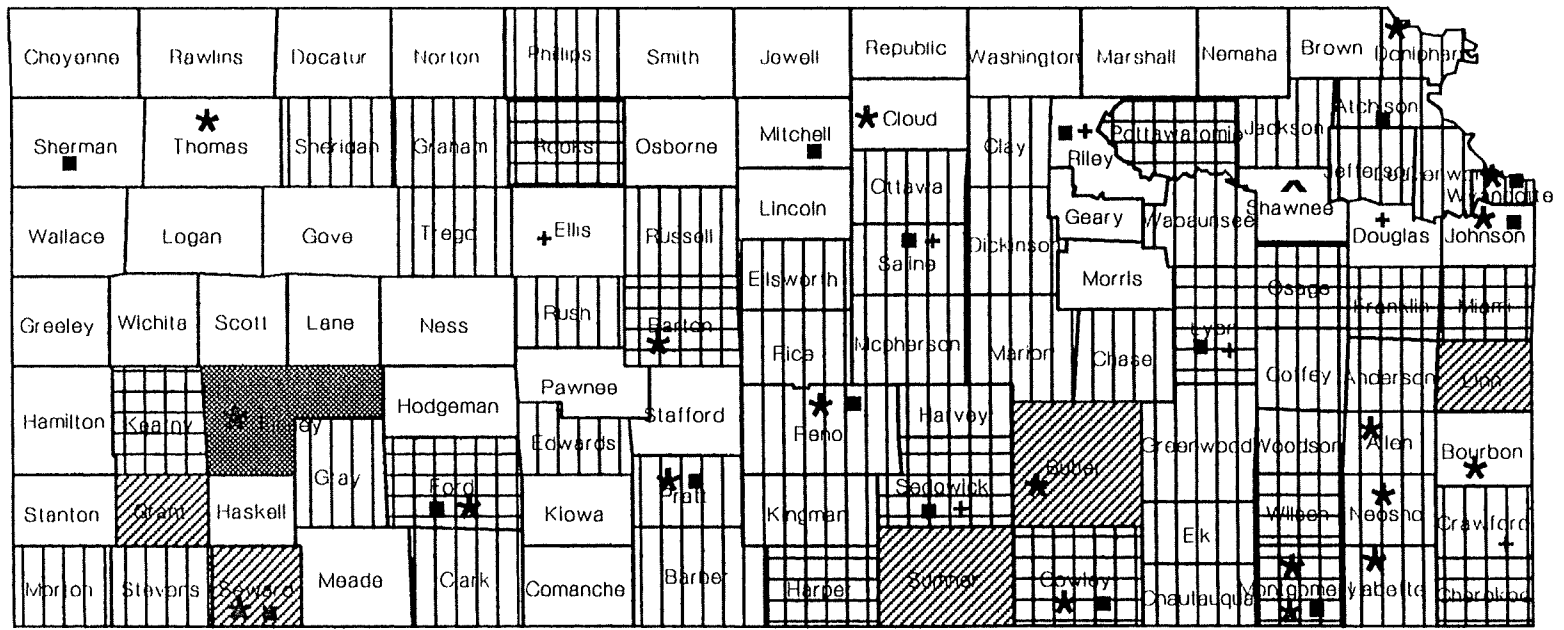 Cheyenne Rawlins Decatur Norton Phillips Smith Jewell Republic Washington Marshall Nemaha Brown Doniphan
Sherman Thomas Sheridan Graham Rooks Osborne Mitchell Cloud Clay Riley Pottawatomie Jackson Atchison
Jefferson Leavenworth Wyandotte
Wallace Logan Gove Trego Ellis Russell Lincoln Ottawa Dickinson Geary Wabaunsee Shawnee Douglas Johnson
Ellsworth Saline Morris
Greeley Wichita Scott Lane Ness Rush Barton Rice Mcpherson Marion Chase Lyon Osage Franklin Miami
Hamilton Kearny Finney Hodgeman Pawnee Stafford Reno Harvey Butler Greenwood Coffey Anderson Linn
Edwards Woodson Allen Bourbon
Stanton Grant Haskell Gray Ford Kiowa Pratt Kingman Sedgwick Elk Wilson Neosho Crawford
Morton Stevens Seward Meade Clark Comanche Barber Harper Sumner Cowley Chautauqua Montgomery Labette Cherokee